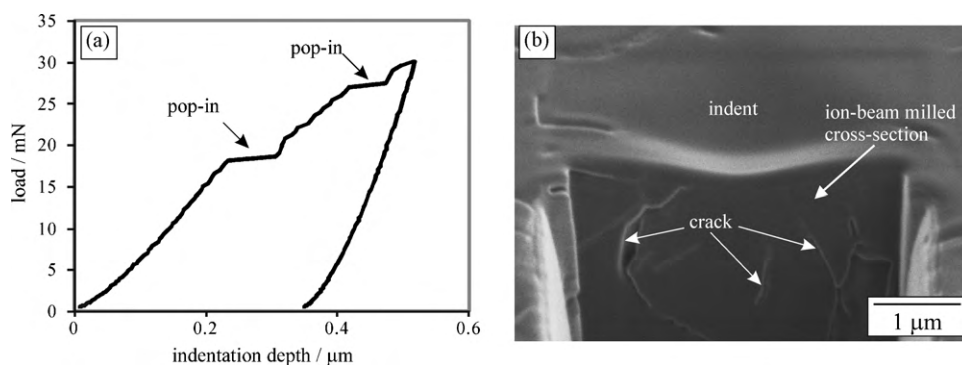 (a)
35
30
25
20
15
10
5
0
load / mN
pop-in
pop-in
0
0.2
0.4
0.6
indentation depth / μm
(b)
indent
ion-beam milled
cross-section
crack
1 μm